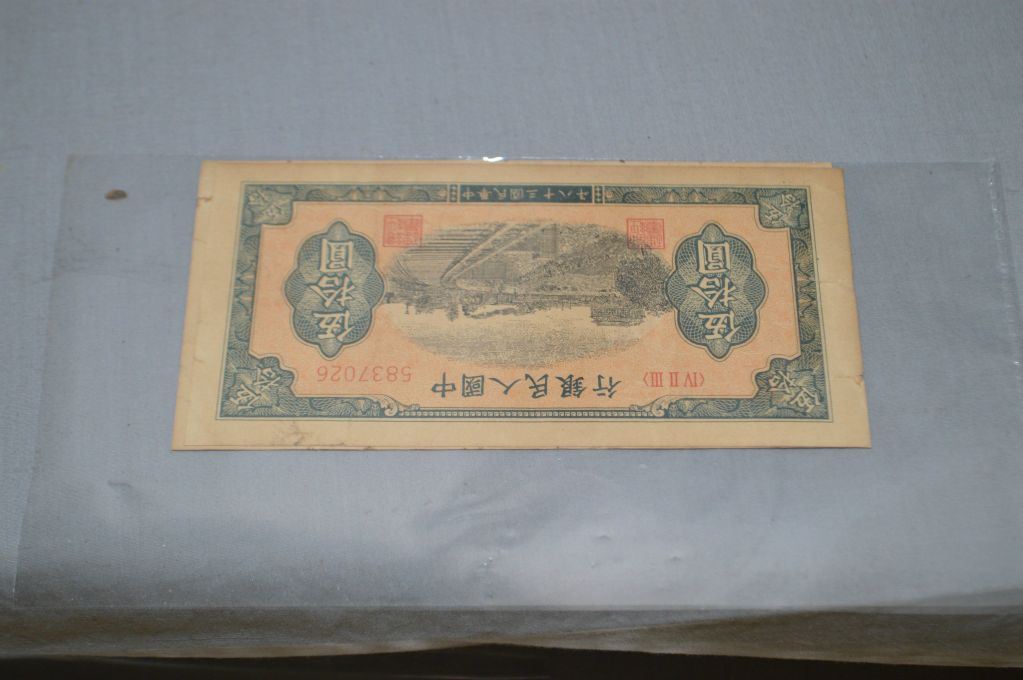 中國人民銀行
〈IV II III〉
5837026
伍拾圓
伍拾圓
中華民國三十八年